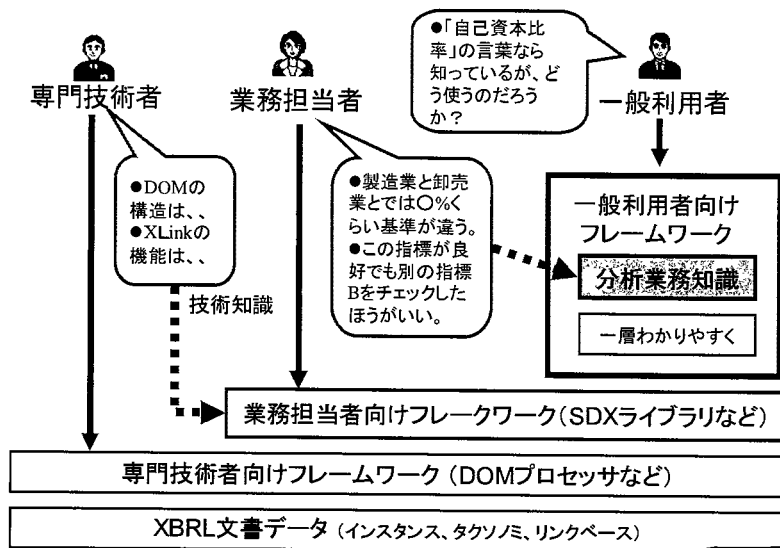 専門技術者
業務担当者
●「自己資本比
率」の言葉なら
知っているが、ど
う使うのだろう
か？
一般利用者
●DOMの
構造は、、
●XLinkの
機能は、、
技術知識
●製造業と卸売
業とでは〇%く
らい基準が違う。
●この指標が良
好でも別の指標
Bをチェックした
ほうがいい。
一般利用者向け
フレームワーク
分析業務知識
一層わかりやすく
業務担当者向けフレークワーク（SDXライブラリなど）
専門技術者向けフレームワーク（DOMプロセッサなど）
XBRL文書データ（インスタンス、タクソノミ、リンクベース）